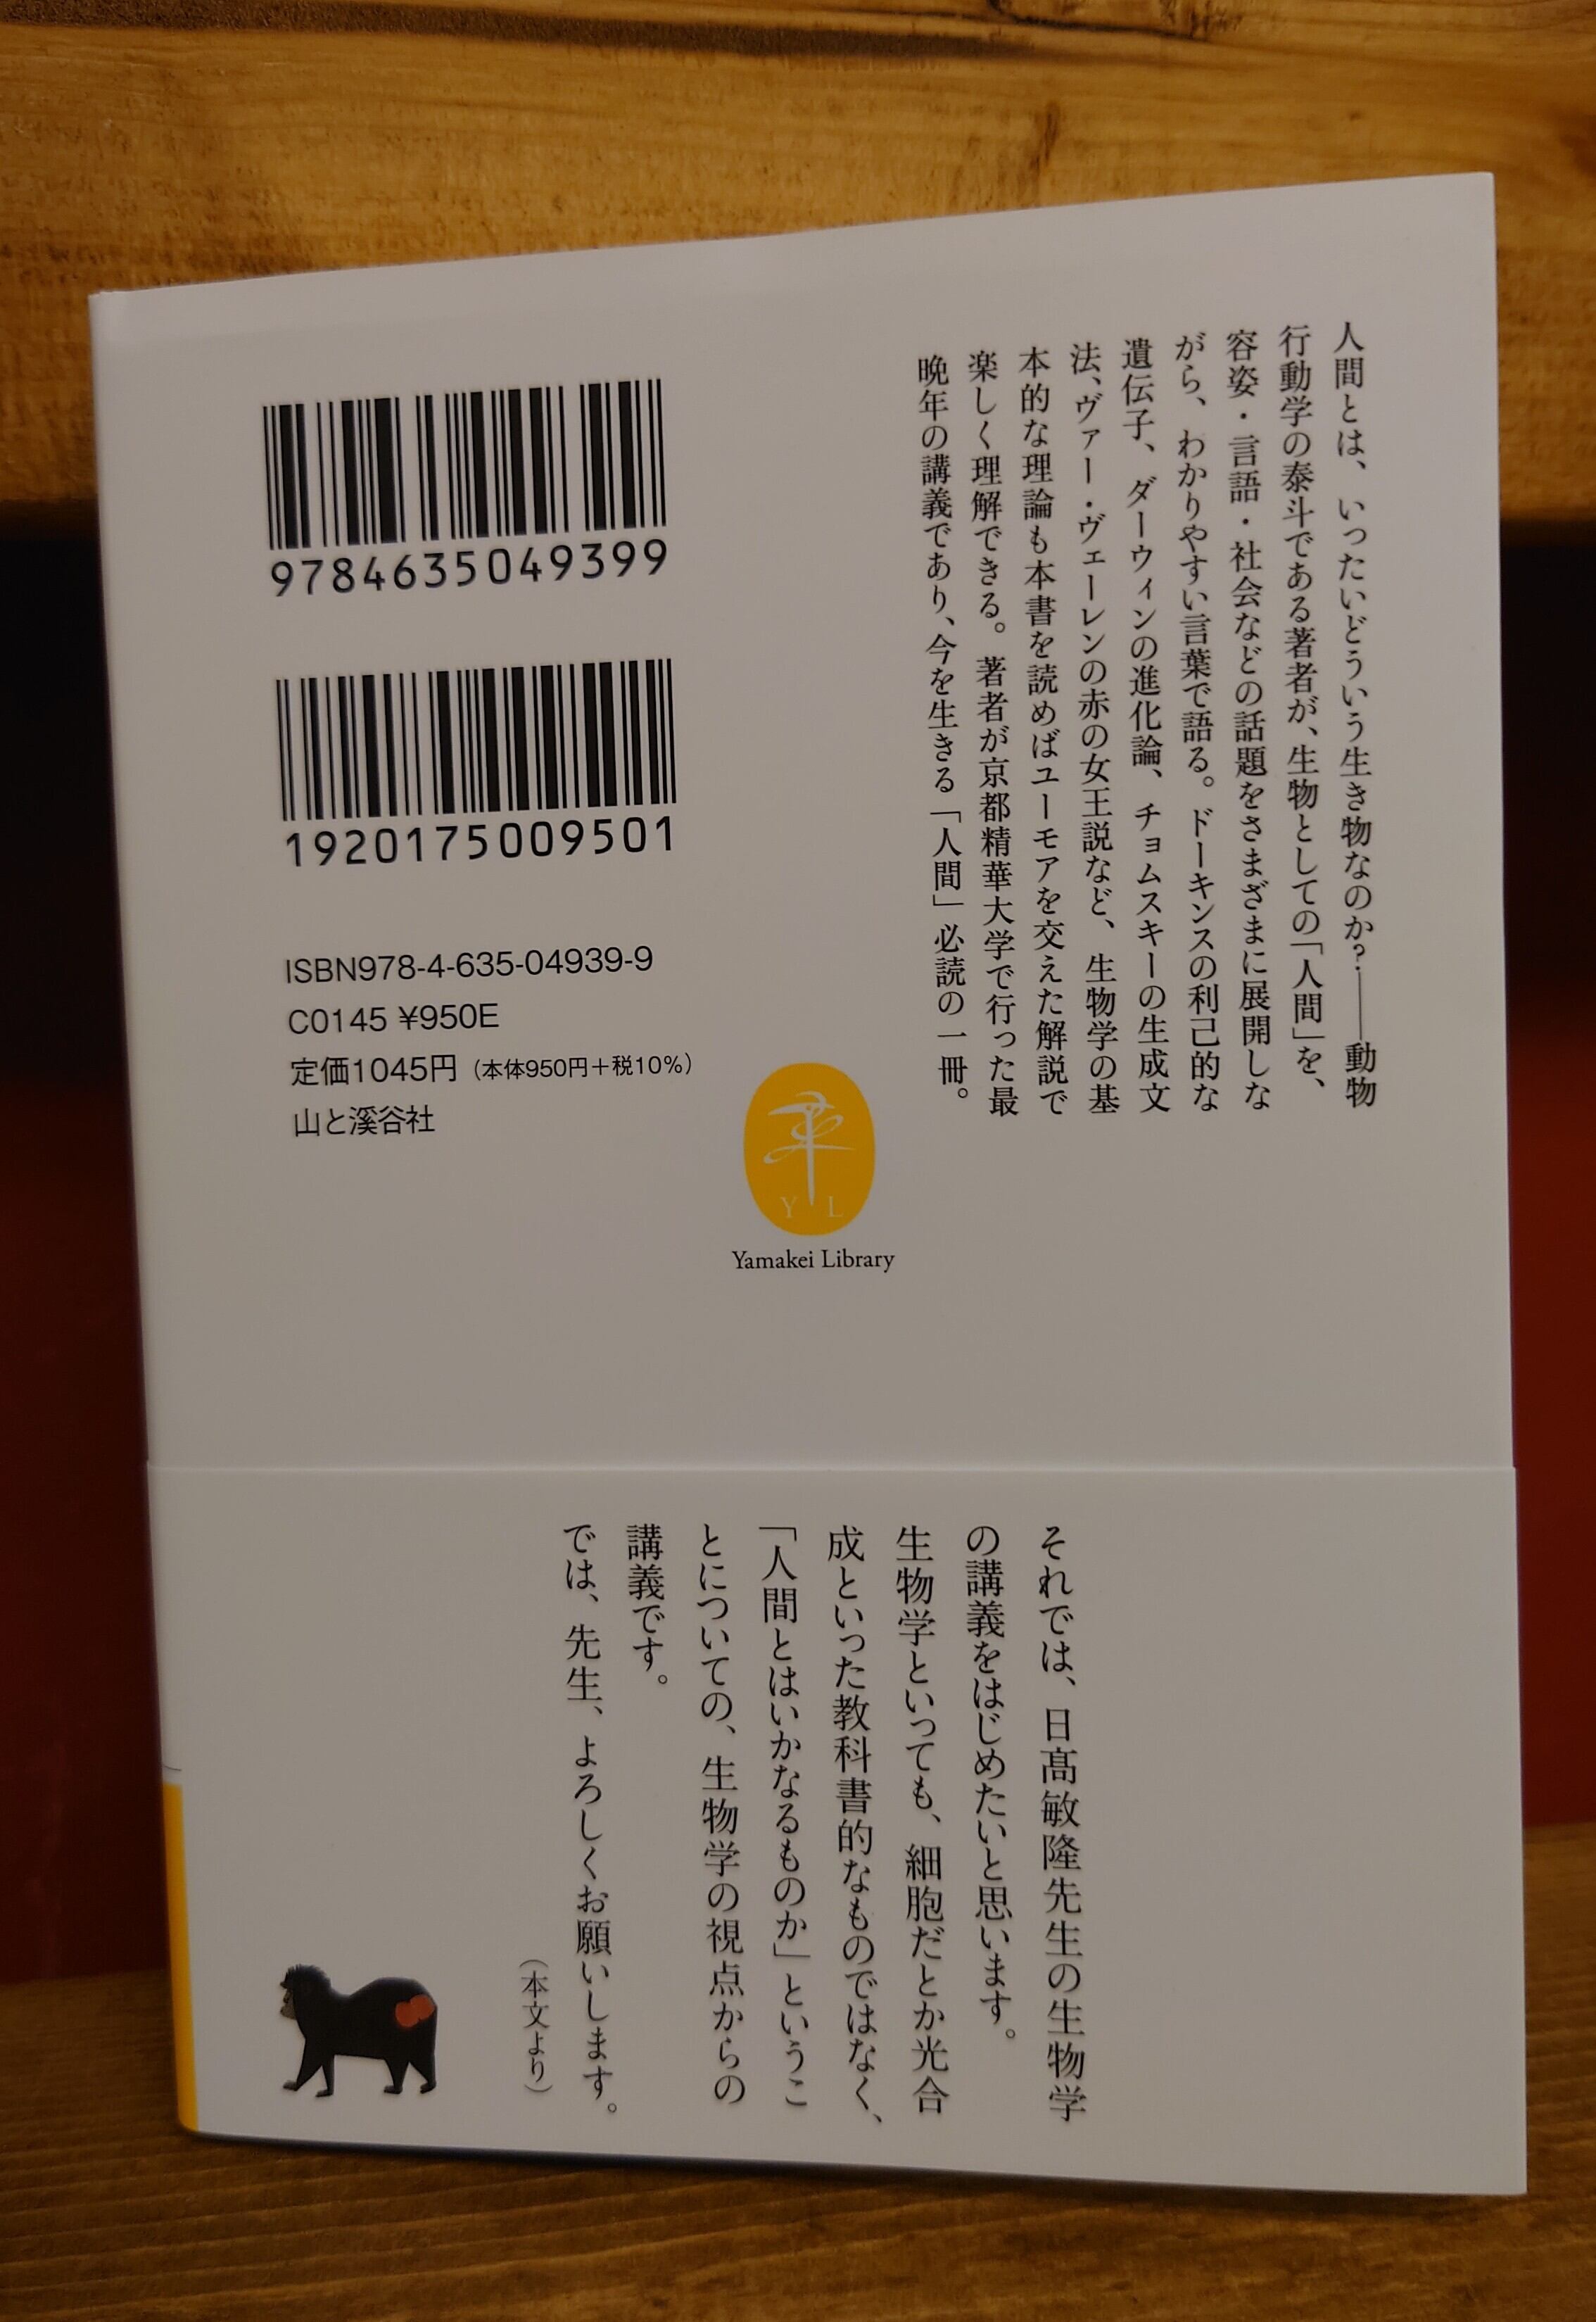 人間とは、いったいどういう生き物なのか？――動物
行動学の泰斗である著者が、生物としての「人間」を、
容姿・言語・社会などの話題をさまざまに展開しな
がら、わかりやすい言葉で語る。ドーキンスの利己的な
遺伝子、ダーウィンの進化論、チョムスキーの生成文
法、ヴァー・ヴェーレンの赤の女王説など、生物学の基
本的な理論も本書を読めばユーモアを交えた解説で
楽しく理解できる。著者が京都精華大学で行った最
晩年の講義であり、今を生きる「人間」必読の一冊。
9784635049399
1920175009501
ISBN978-4-635-04939-9
C0145 ¥950E
定価1045円（本体950円＋税10％）
山と溪谷社
Y L
Yamakei Library
それでは、日髙敏隆先生の生物学
の講義をはじめたいと思います。
生物学といっても、細胞だとか光合
成といった教科書的なものではなく、
「人間とはいかなるものか」というこ
とについての、生物学の視点からの
講義です。
では、先生、よろしくお願いします。
（本文より）